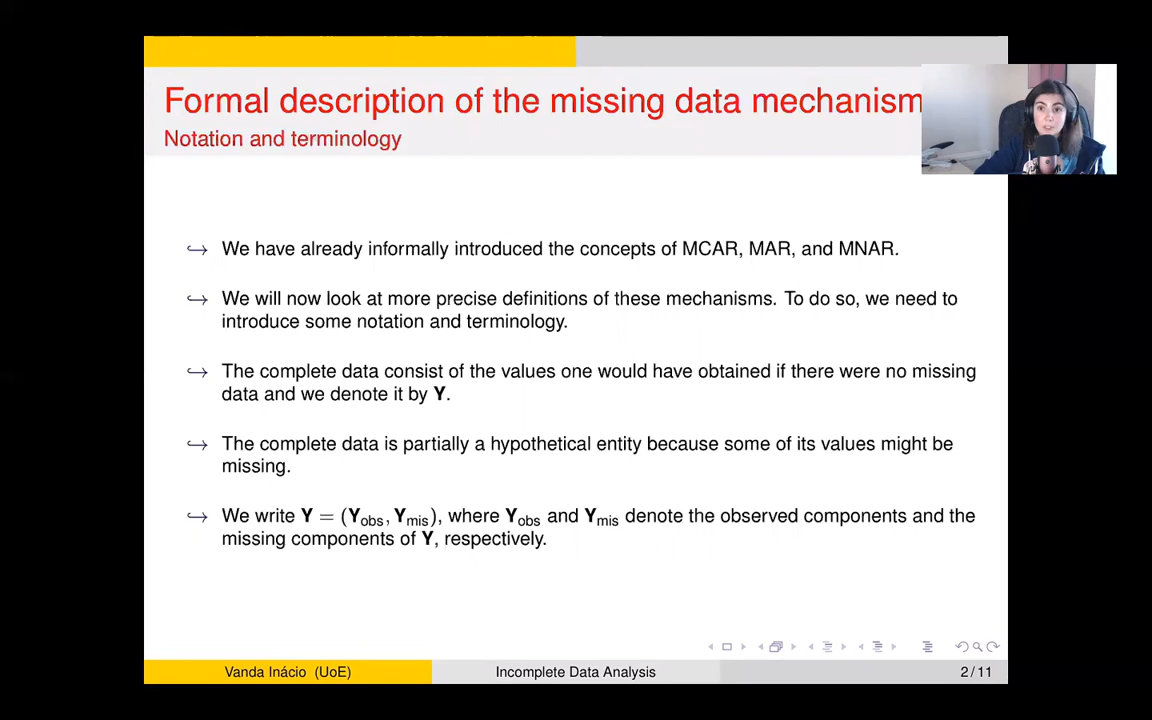 Formal description of the missing data mechanism
Notation and terminology
↪ We have already informally introduced the concepts of MCAR, MAR, and MNAR.
↪ We will now look at more precise definitions of these mechanisms. To do so, we need to
introduce some notation and terminology.
↪ The complete data consist of the values one would have obtained if there were no missing
data and we denote it by Y.
↪ The complete data is partially a hypothetical entity because some of its values might be
missing.
↪ We write Y = (Y_obs, Y_mis), where Y_obs and Y_mis denote the observed components and the
missing components of Y, respectively.
Vanda Inácio (UoE) Incomplete Data Analysis 2 / 11